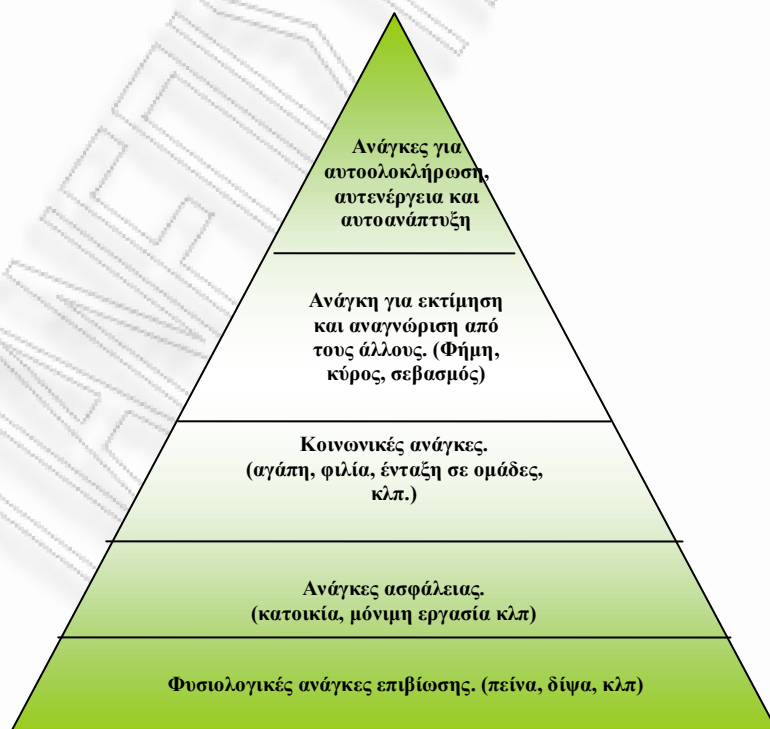 Ανάγκες για
αυτοολοκλήρωση,
αυτενέργεια και
αυτοανάπτυξη
Ανάγκη για εκτίμηση
και αναγνώριση από
τους άλλους. (Φήμη,
κύρος, σεβασμός)
Κοινωνικές ανάγκες.
(αγάπη, φιλία, ένταξη σε ομάδες,
κλπ.)
Ανάγκες ασφάλειας.
(κατοικία, μόνιμη εργασία κλπ)
Φυσιολογικές ανάγκες επιβίωσης. (πείνα, δίψα, κλπ)